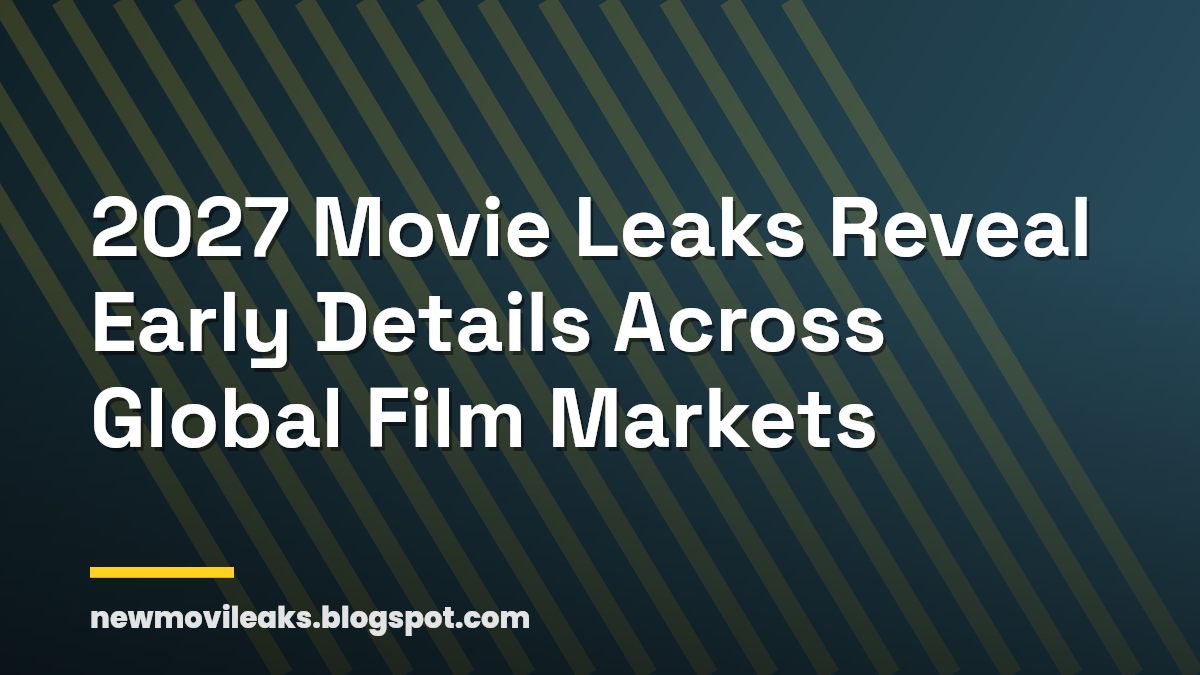 2027 Movie Leaks Reveal
Early Details Across
Global Film Markets
newmovileaks.blogspot.com